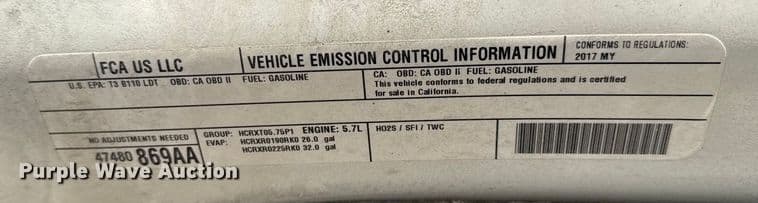 FCA US LLC
VEHICLE EMISSION CONTROL INFORMATION
CONFORMS TO REGULATIONS:
2017 MY
U.S. EPA: T3 B110 LDT OBD: CA OBD II FUEL: GASOLINE
CA: OBD: CA OBD II FUEL: GASOLINE
This vehicle conforms to federal regulations and is certified
for sale in California.
NO ADJUSTMENTS NEEDED
47480 869AA
GROUP: HCRXT05.75P1 ENGINE: 5.7L
EVAP: HCRXR0190RK0 26.0 gal
HCRXR0225RK0 32.0 gal
HO2S / SFI / TWC
Purple Wave Auction